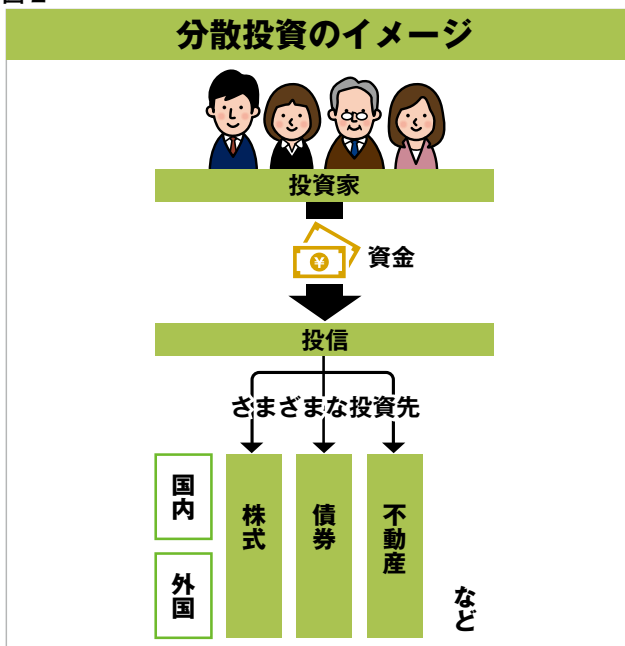 分散投資のイメージ
投資家
¥
資金
投信
さまざまな投資先
国内
外国
株式
債券
不動産
など